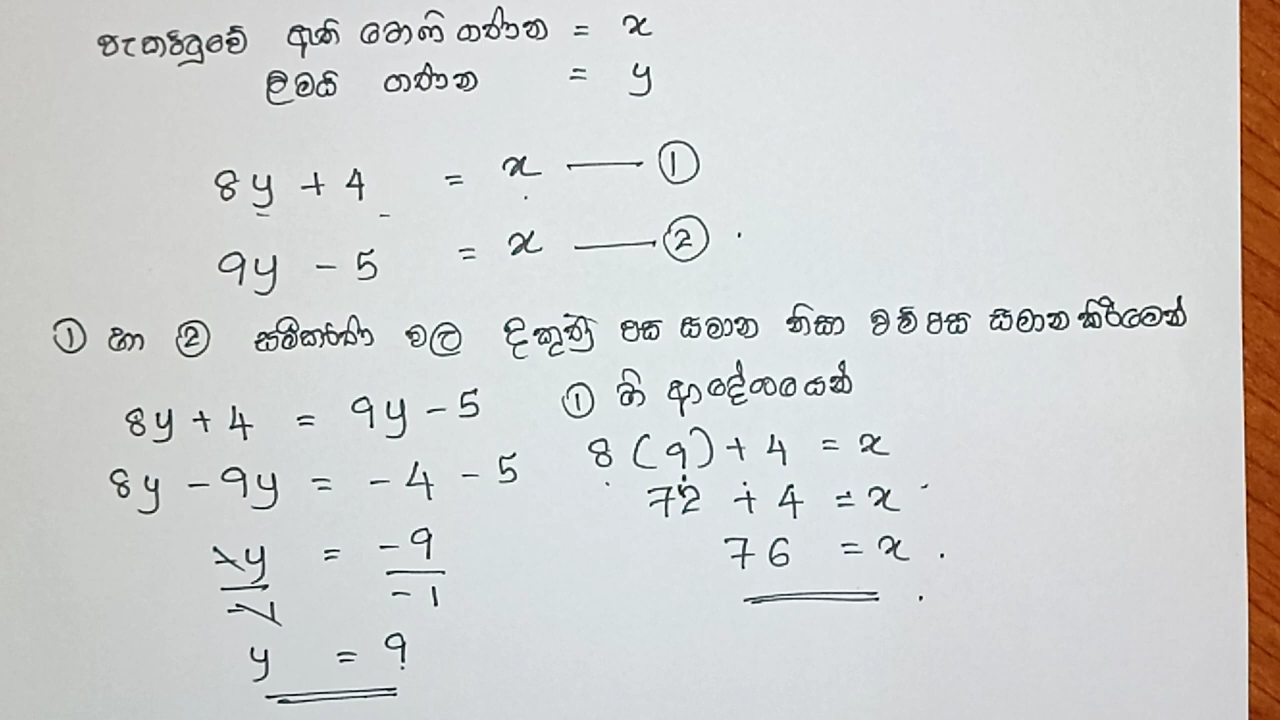 පැකට්ටුවේ ඇති ටොෆි ගණන = x
ළමයි ගණන = y
8y + 4 = x —— ①
9y - 5 = x —— ②
① හා ② සමීකරණ වල දකුණු පස සමාන නිසා වම් පස සමාන කිරීමෙන්
8y + 4 = 9y - 5
8y - 9y = - 4 - 5
-1y/-1 = -9/-1
y = 9
① හි ආදේශයෙන්
8 (9) + 4 = x
72 + 4 = x
76 = x